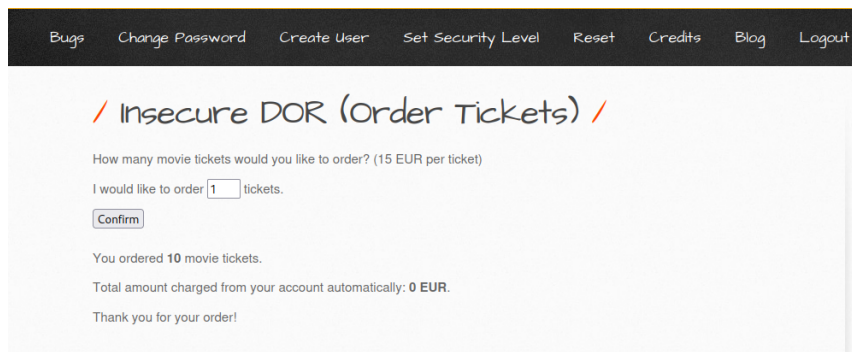 Bugs Change Password Create User Set Security Level Reset Credits Blog Logout
/ Insecure DOR (Order Tickets) /
How many movie tickets would you like to order? (15 EUR per ticket)
I would like to order 1 tickets.
Confirm
You ordered 10 movie tickets.
Total amount charged from your account automatically: 0 EUR.
Thank you for your order!